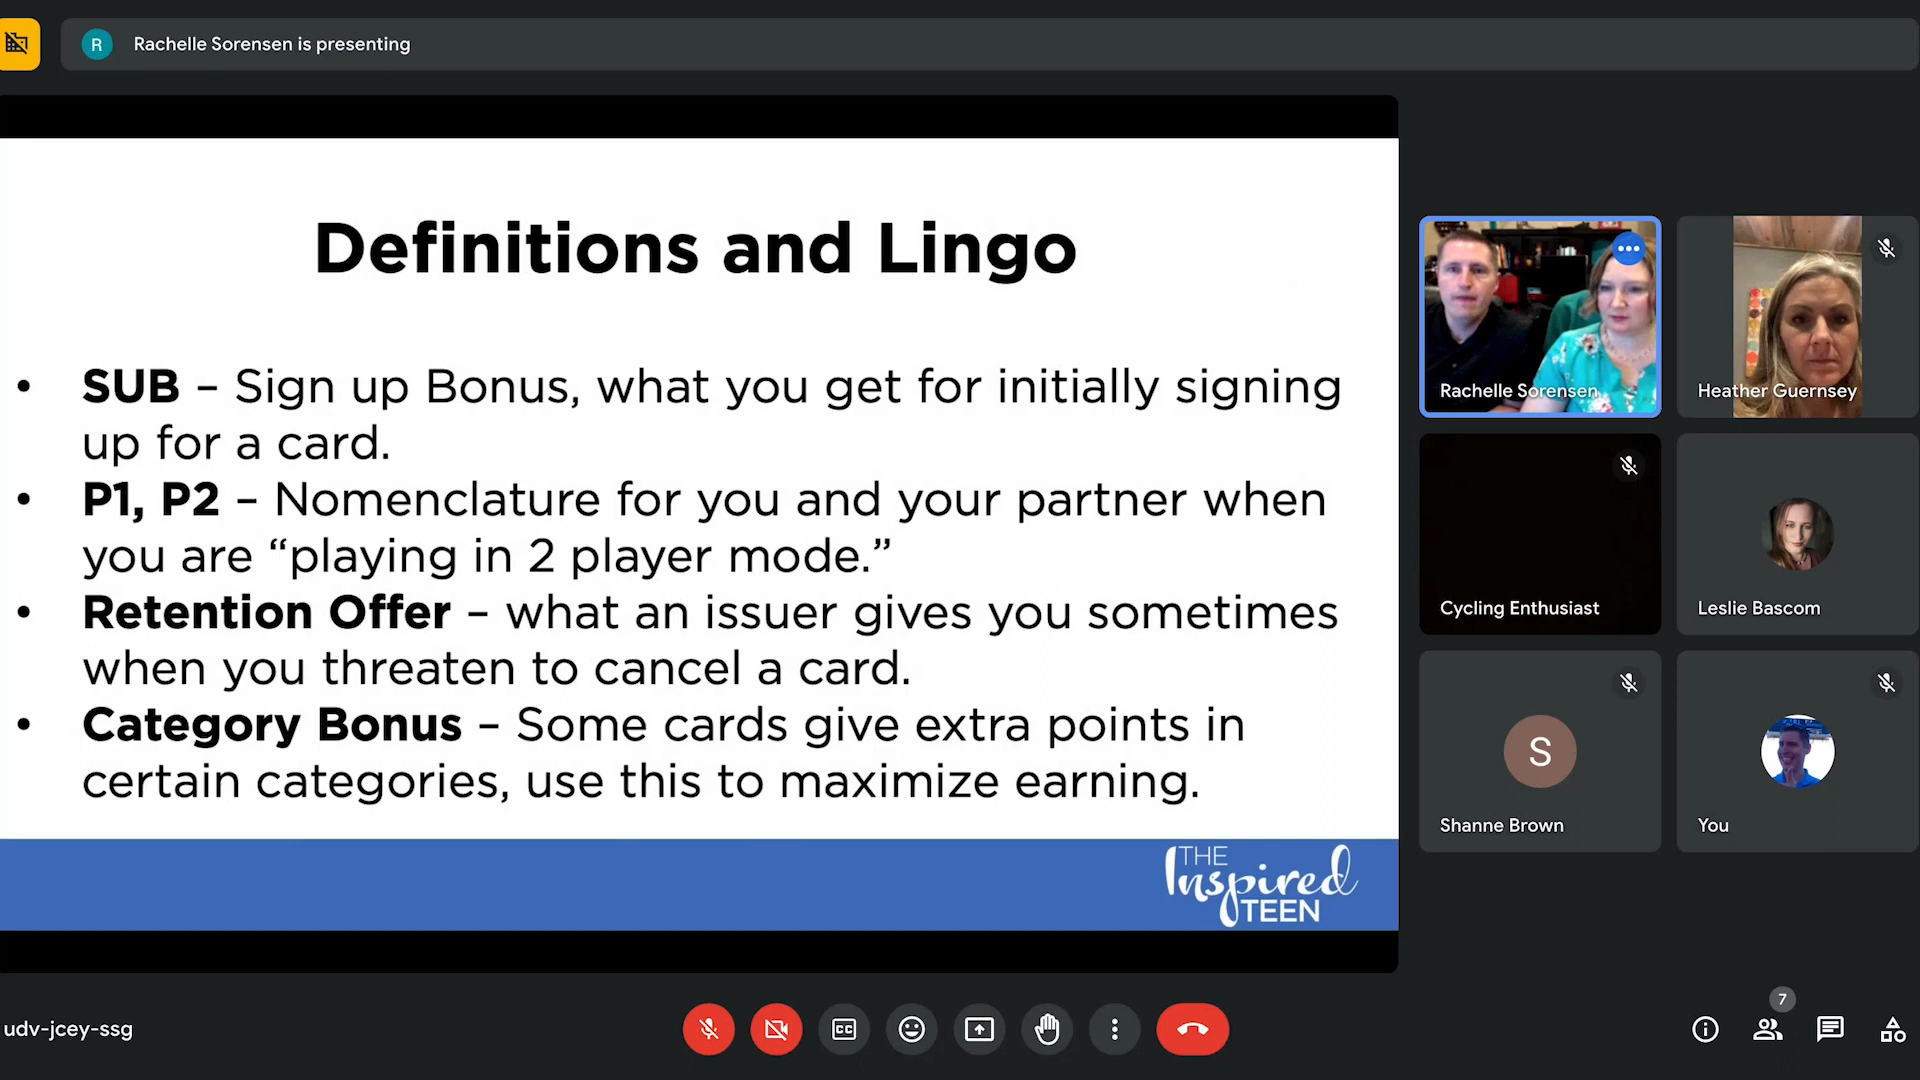 R
Rachelle Sorensen is presenting
Definitions and Lingo
• SUB – Sign up Bonus, what you get for initially signing
up for a card.
• P1, P2 – Nomenclature for you and your partner when
you are “playing in 2 player mode.”
• Retention Offer – what an issuer gives you sometimes
when you threaten to cancel a card.
• Category Bonus – Some cards give extra points in
certain categories, use this to maximize earning.
THE
Inspired
TEEN
Rachelle Sorensen
Heather Guernsey
Cycling Enthusiast
Leslie Bascom
S
Shanne Brown
You
udv-jcey-ssg
CC
7